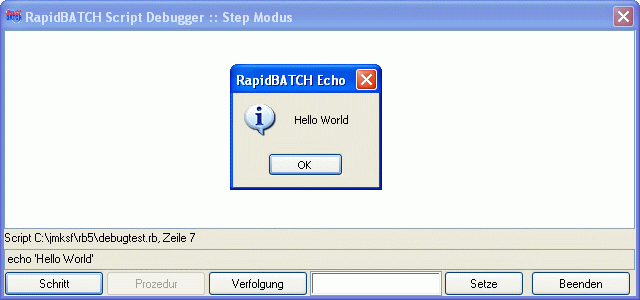 RapidBATCH Script Debugger :: Step Modus
RapidBATCH Echo
Hello World
OK
Script C:\jmksf\rb5\debugtest.rb, Zeile 7
echo 'Hello World'
Schritt Prozedur Verfolgung Setze Beenden